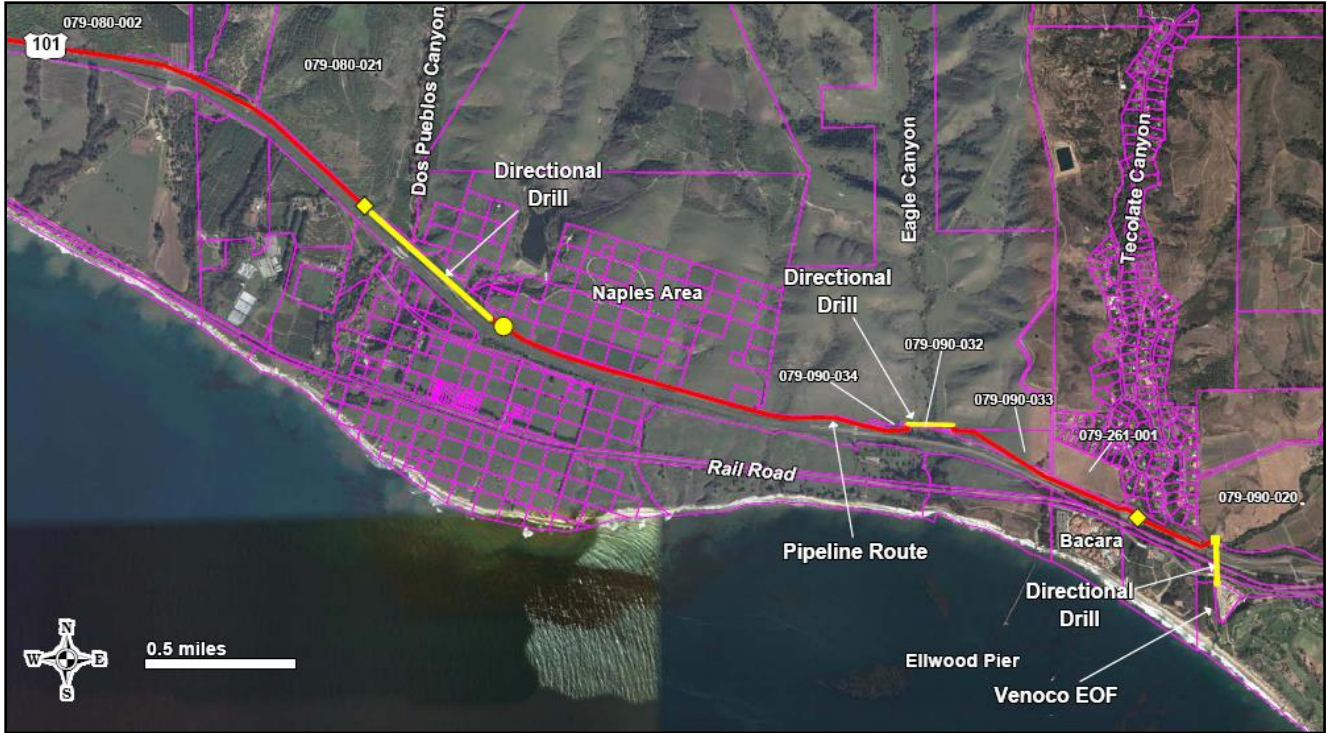 079-080-002
101
079-080-021
Dos Pueblos Canyon
Directional
Drill
Eagle Canyon
Tecolate Canyon
Naples Area
Directional
Drill
079-090-032
079-090-034
079-090-033
079-261-001
079-090-020
Rail Road
Pipeline Route
Bacara
Directional
Drill
Ellwood Pier
Venoco EOF
N
W E
S
0.5 miles